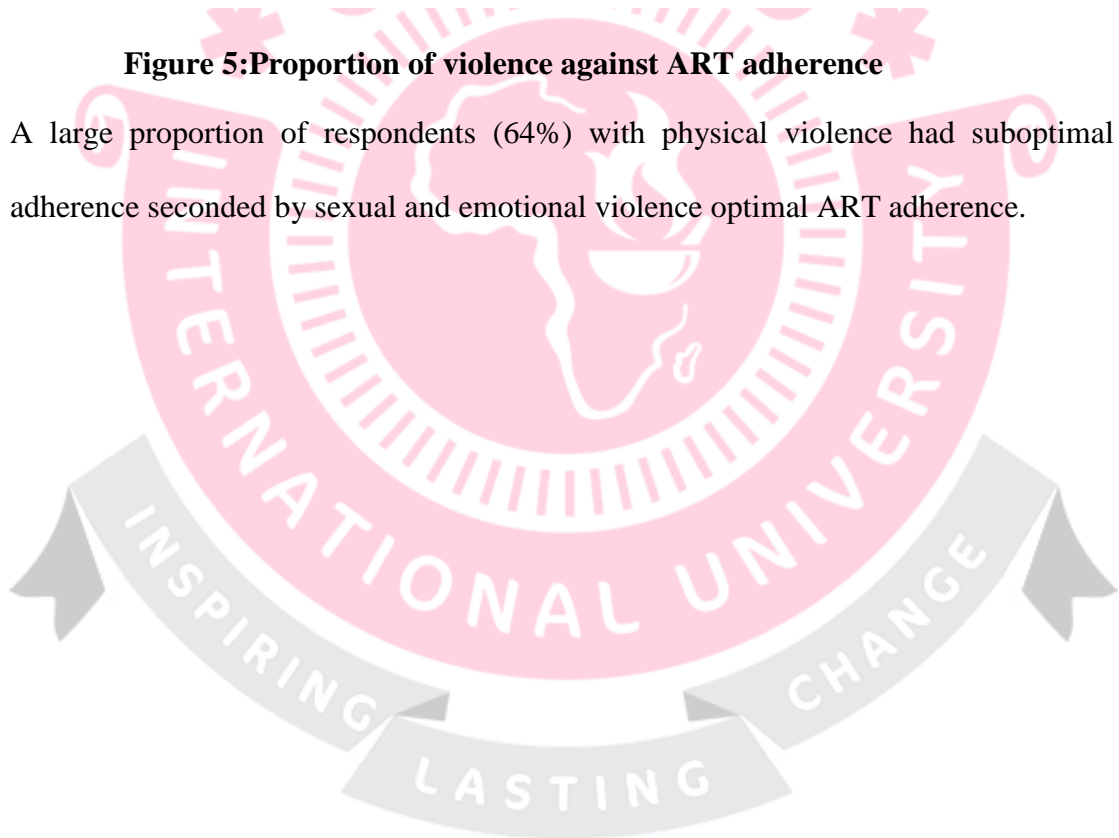 Figure 5:Proportion of violence against ART adherence
A large proportion of respondents (64%) with physical violence had suboptimal
adherence seconded by sexual and emotional violence optimal ART adherence.
INTERNATIONAL UNIVERSITY
INSPIRING LASTING CHANGE